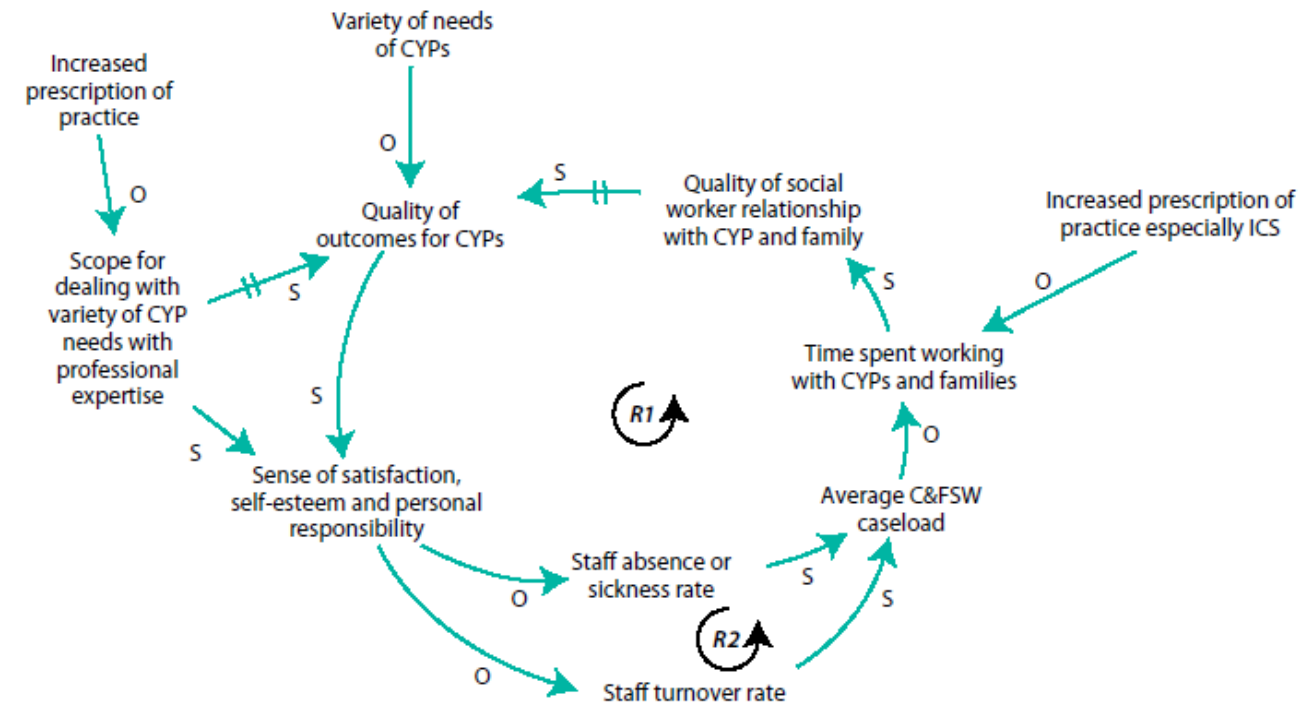 Variety of needs
of CYPs
Increased
prescription of
practice
O
O
S
Quality of social
worker relationship
with CYP and family
Increased prescription of
practice especially ICS
Quality of
outcomes for CYPs
Scope for
dealing with
variety of CYP
needs with
professional
expertise
S
S
O
Time spent working
with CYPs and families
S
R1
O
S
Sense of satisfaction,
self-esteem and personal
responsibility
Average C&FSW
caseload
Staff absence or
sickness rate
S
O
S
R2
O
Staff turnover rate